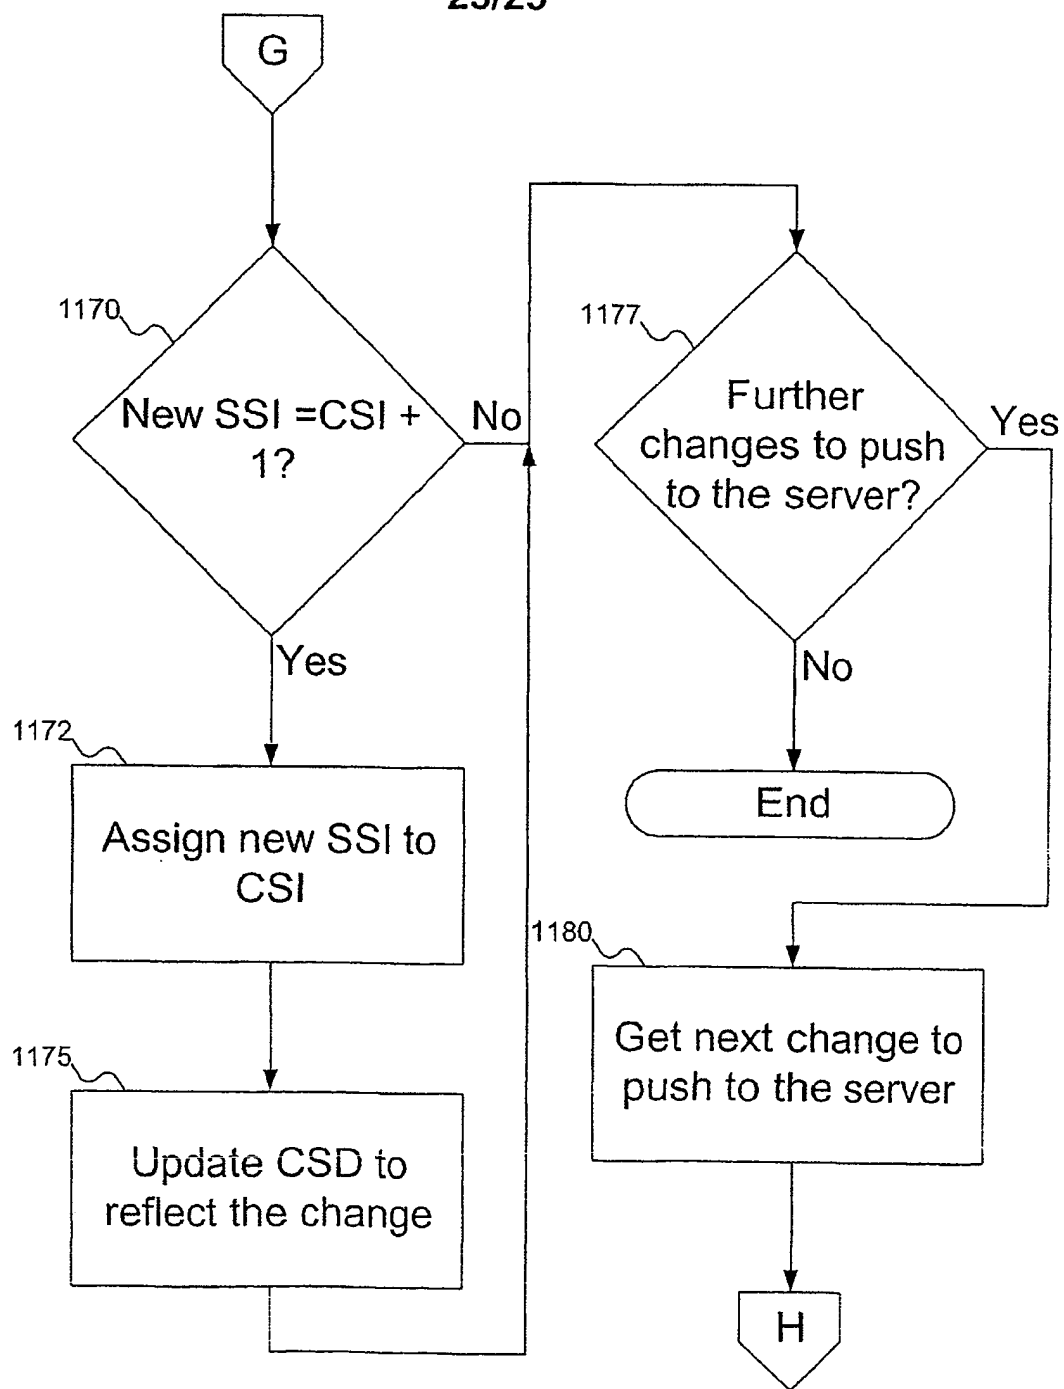 G
1170
New SSI =CSI +
1?
No
Yes
1172
Assign new SSI to
CSI
1175
Update CSD to
reflect the change
1177
Further
changes to push
to the server?
Yes
No
End
1180
Get next change to
push to the server
H